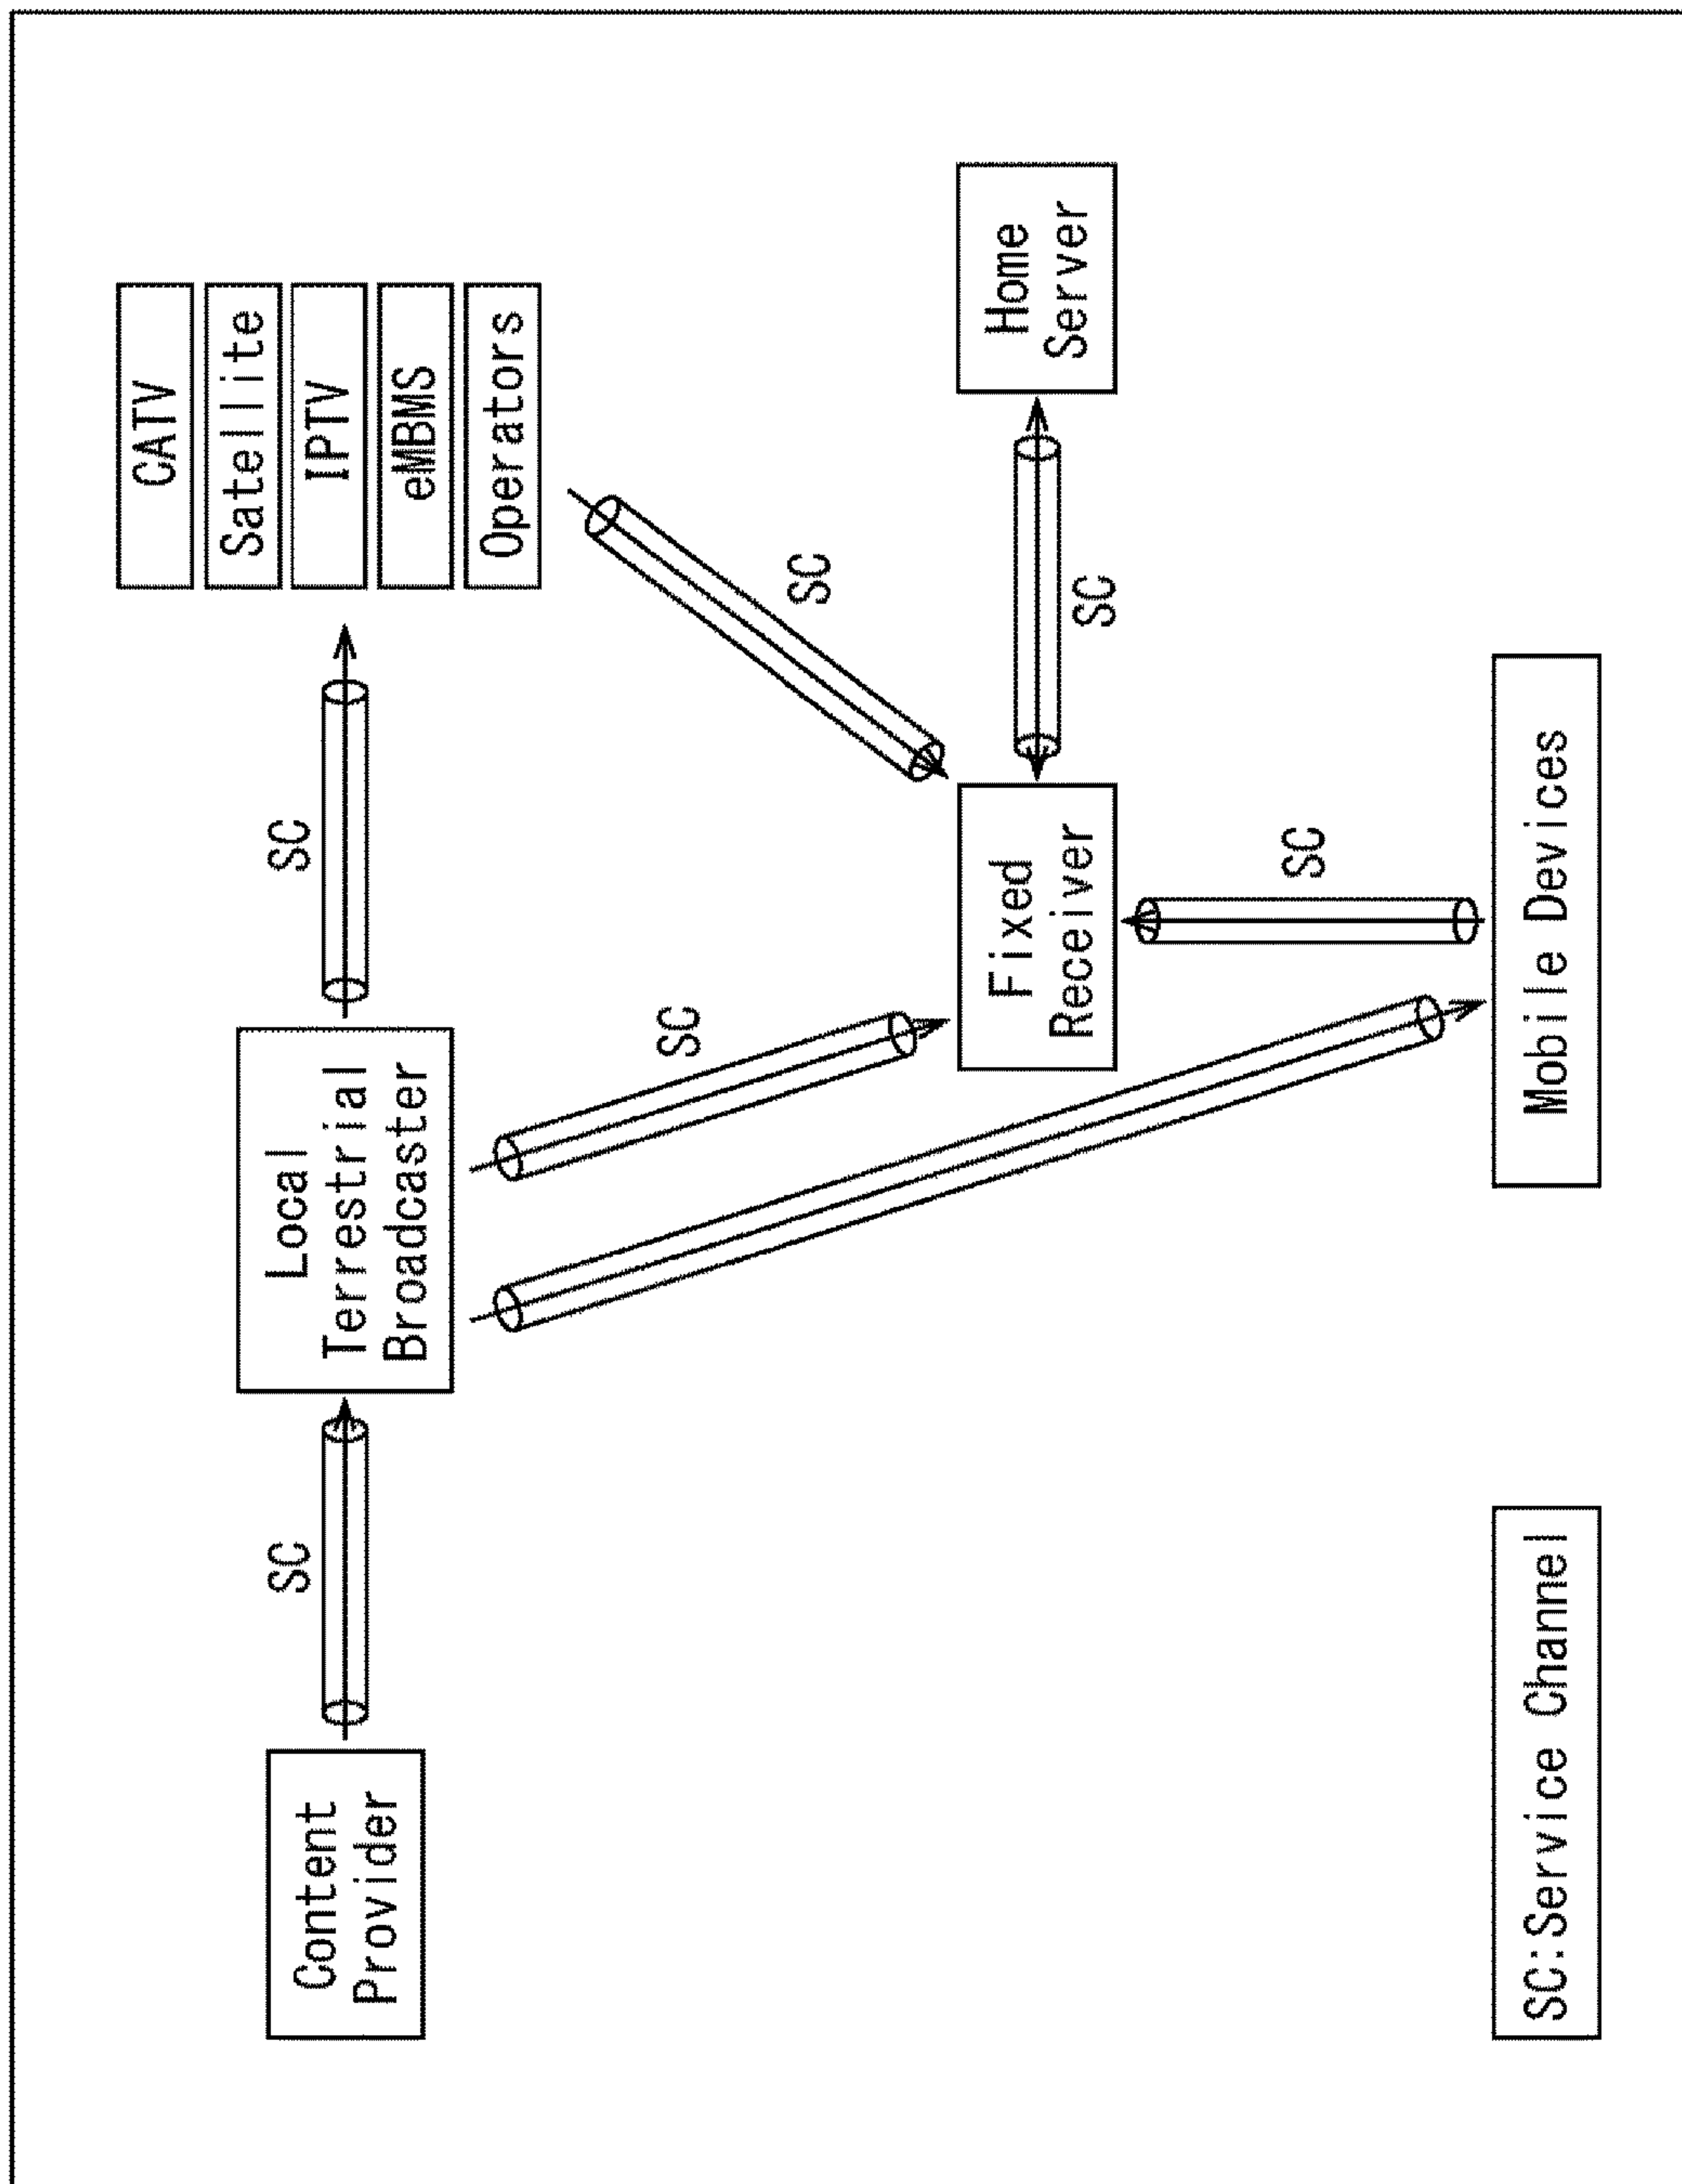 Content
Provider
SC
Local
Terrestrial
Broadcaster
SC
CATV
Satellite
IPTV
eMBMS
Operators
SC
SC
Fixed
Receiver
SC
Home
Server
SC
Mobile Devices
SC:Service Channel